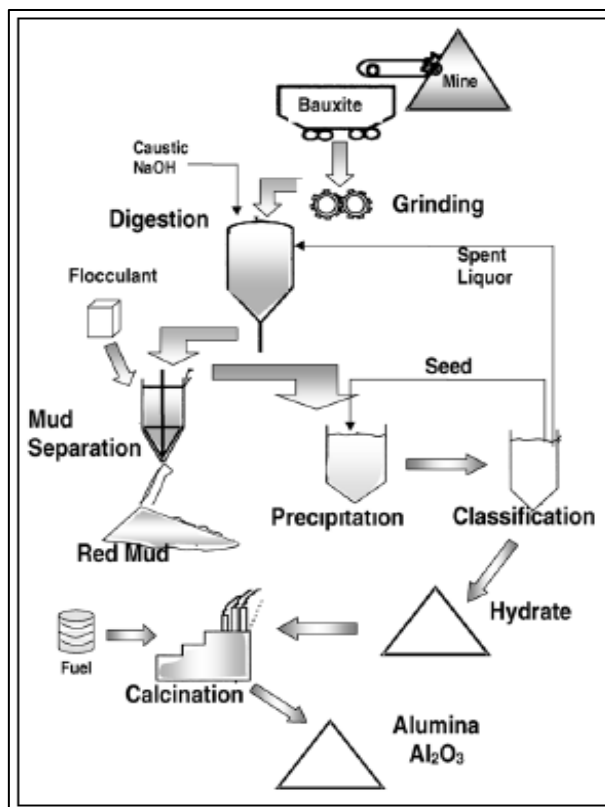 Mine
Bauxite
Caustic
NaOH
Grinding
Digestion
Spent
Liquor
Flocculant
Seed
Mud
Separation
Precipitation
Classification
Red Mud
Hydrate
Fuel
Calcination
Alumina
Al₂O₃